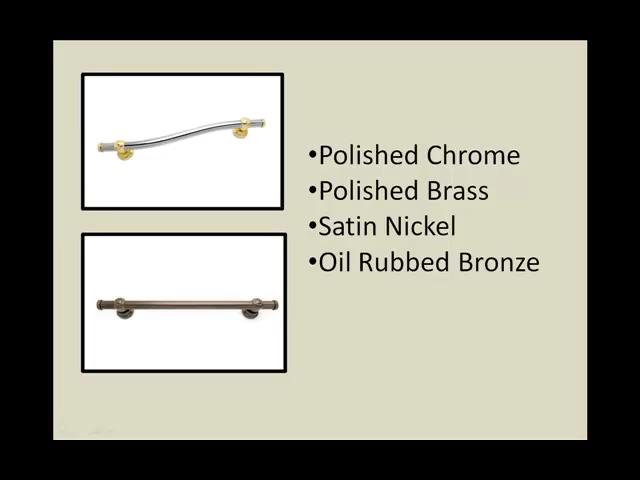 •Polished Chrome
•Polished Brass
•Satin Nickel
•Oil Rubbed Bronze